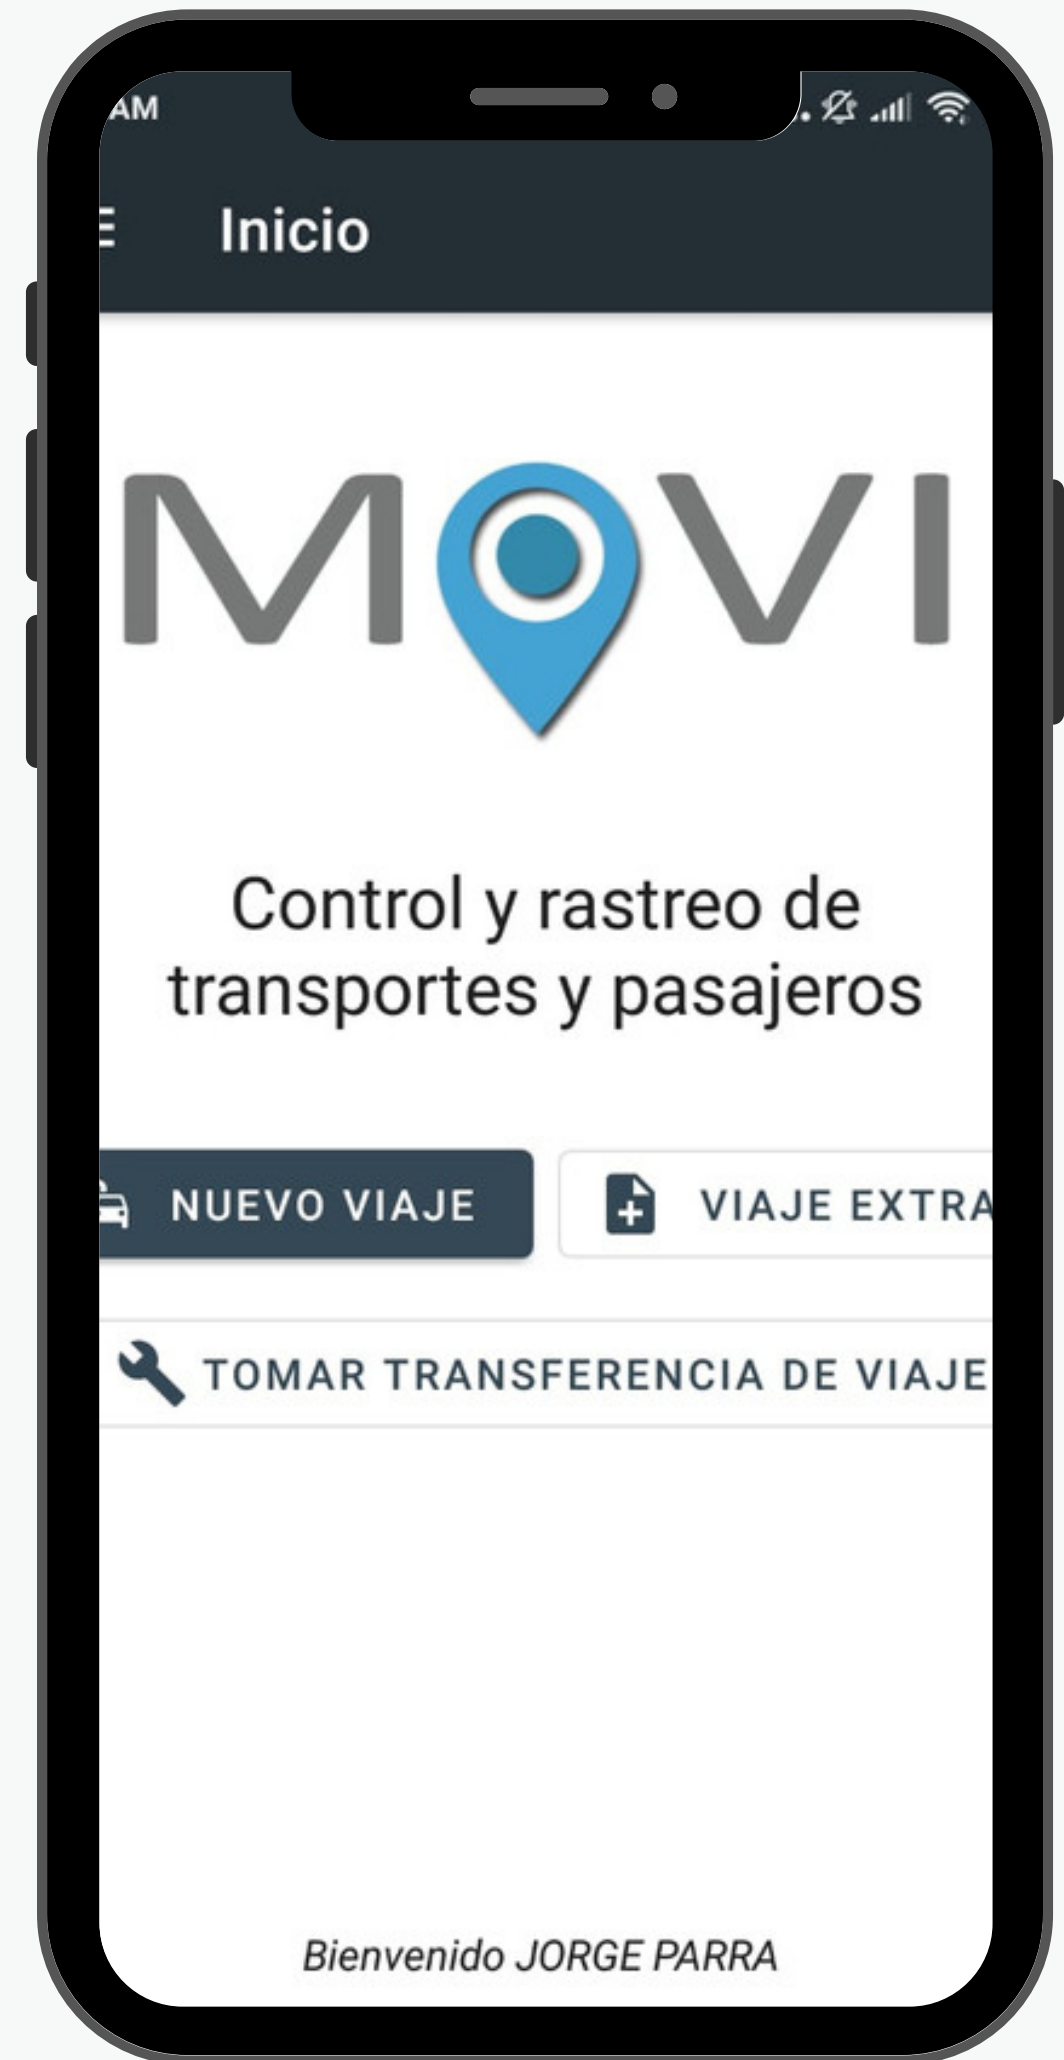 AM
Inicio
MOVI
Control y rastreo de
transportes y pasajeros
NUEVO VIAJE
VIAJE EXTRA
TOMAR TRANSFERENCIA DE VIAJE
Bienvenido JORGE PARRA